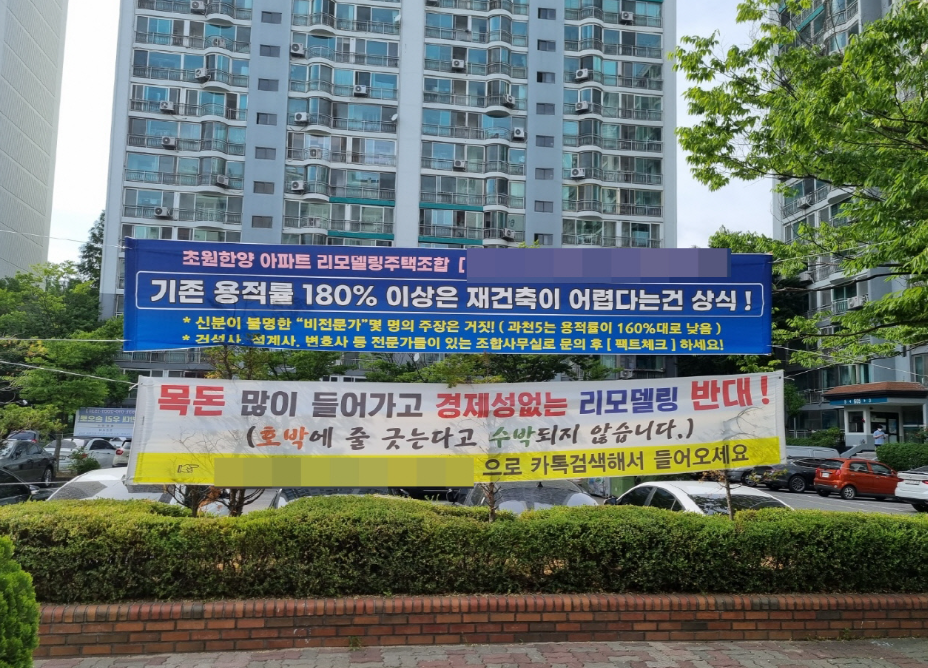 초원한양 아파트 리모델링주택조합 [
기존 용적률 180% 이상은 재건축이 어렵다는건 상식 !
* 신분이 불명한 “비전문가”몇 명의 주장은 거짓!! ( 과천5는 용적률이 160%대로 낮음 )
* 건설사, 설계사, 변호사 등 전문가들이 있는 조합사무실로 문의 후 [ 팩트체크 ] 하세요!
목돈 많이 들어가고 경제성없는 리모델링 반대 !
(호박에 줄 긋는다고 수박되지 않습니다.)
☞ 으로 카톡검색해서 들어오세요